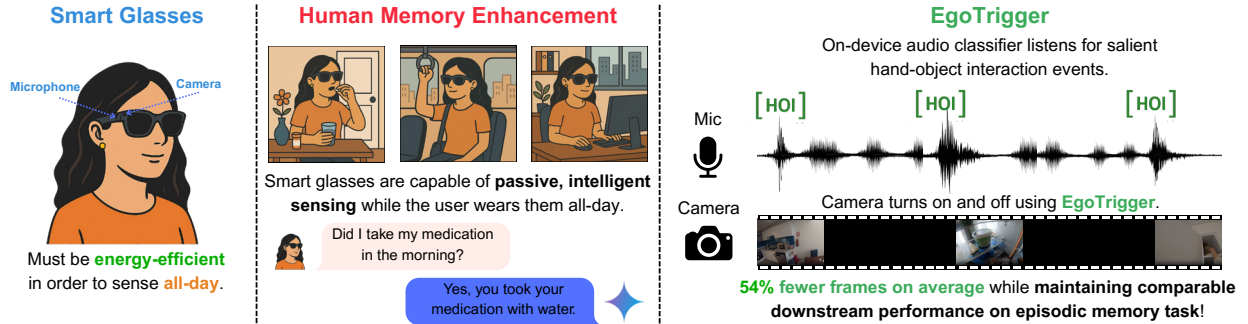 Smart Glasses
Microphone
Camera
Must be energy-efficient
in order to sense all-day.
Human Memory Enhancement
Smart glasses are capable of passive, intelligent
sensing while the user wears them all-day.
Did I take my medication
in the morning?
Yes, you took your
medication with water.
EgoTrigger
On-device audio classifier listens for salient
hand-object interaction events.
[HOI] [HOI] [HOI]
Mic
Camera turns on and off using EgoTrigger.
Camera
54% fewer frames on average while maintaining comparable
downstream performance on episodic memory task!